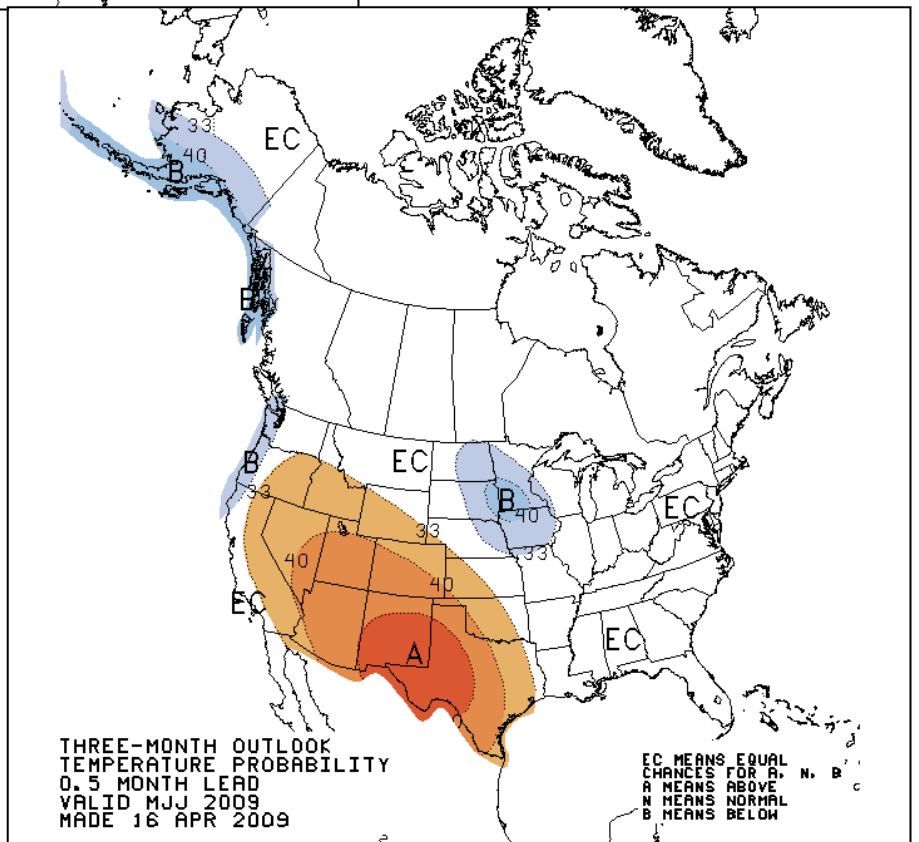 33
EC
40
B
B
B
EC
33
B
40
EC
33
33
40
40
EC
A
EC
THREE-MONTH OUTLOOK
TEMPERATURE PROBABILITY
0.5 MONTH LEAD
VALID MJJ 2009
MADE 16 APR 2009
EC MEANS EQUAL
CHANCES FOR A, N, B
A MEANS ABOVE
N MEANS NORMAL
B MEANS BELOW